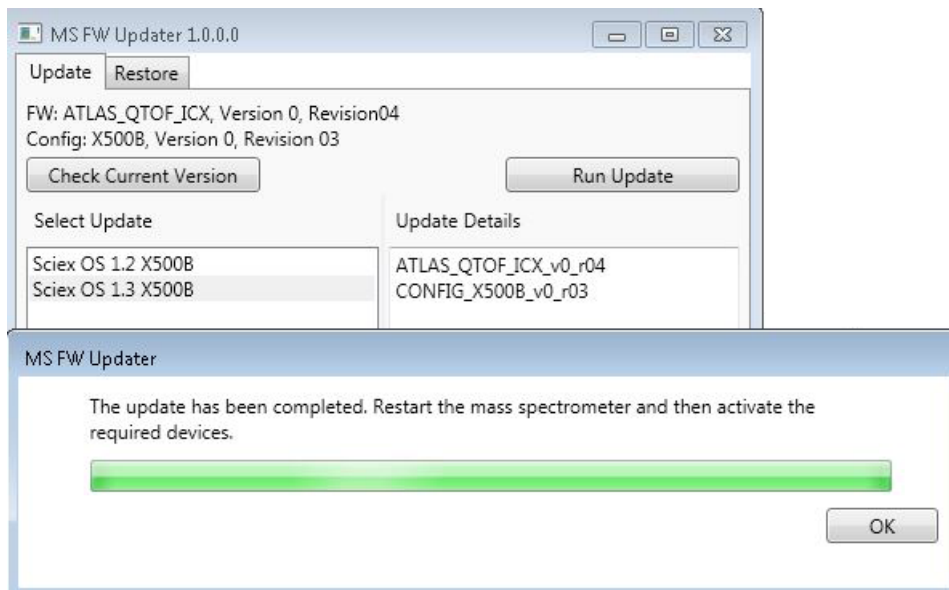 MS FW Updater 1.0.0.0
Update Restore
FW: ATLAS_QTOF_ICX, Version 0, Revision04
Config: X500B, Version 0, Revision 03
Check Current Version Run Update
Select Update Update Details
Sciex OS 1.2 X500B ATLAS_QTOF_ICX_v0_r04
Sciex OS 1.3 X500B CONFIG_X500B_v0_r03
MS FW Updater
The update has been completed. Restart the mass spectrometer and then activate the
required devices.
OK